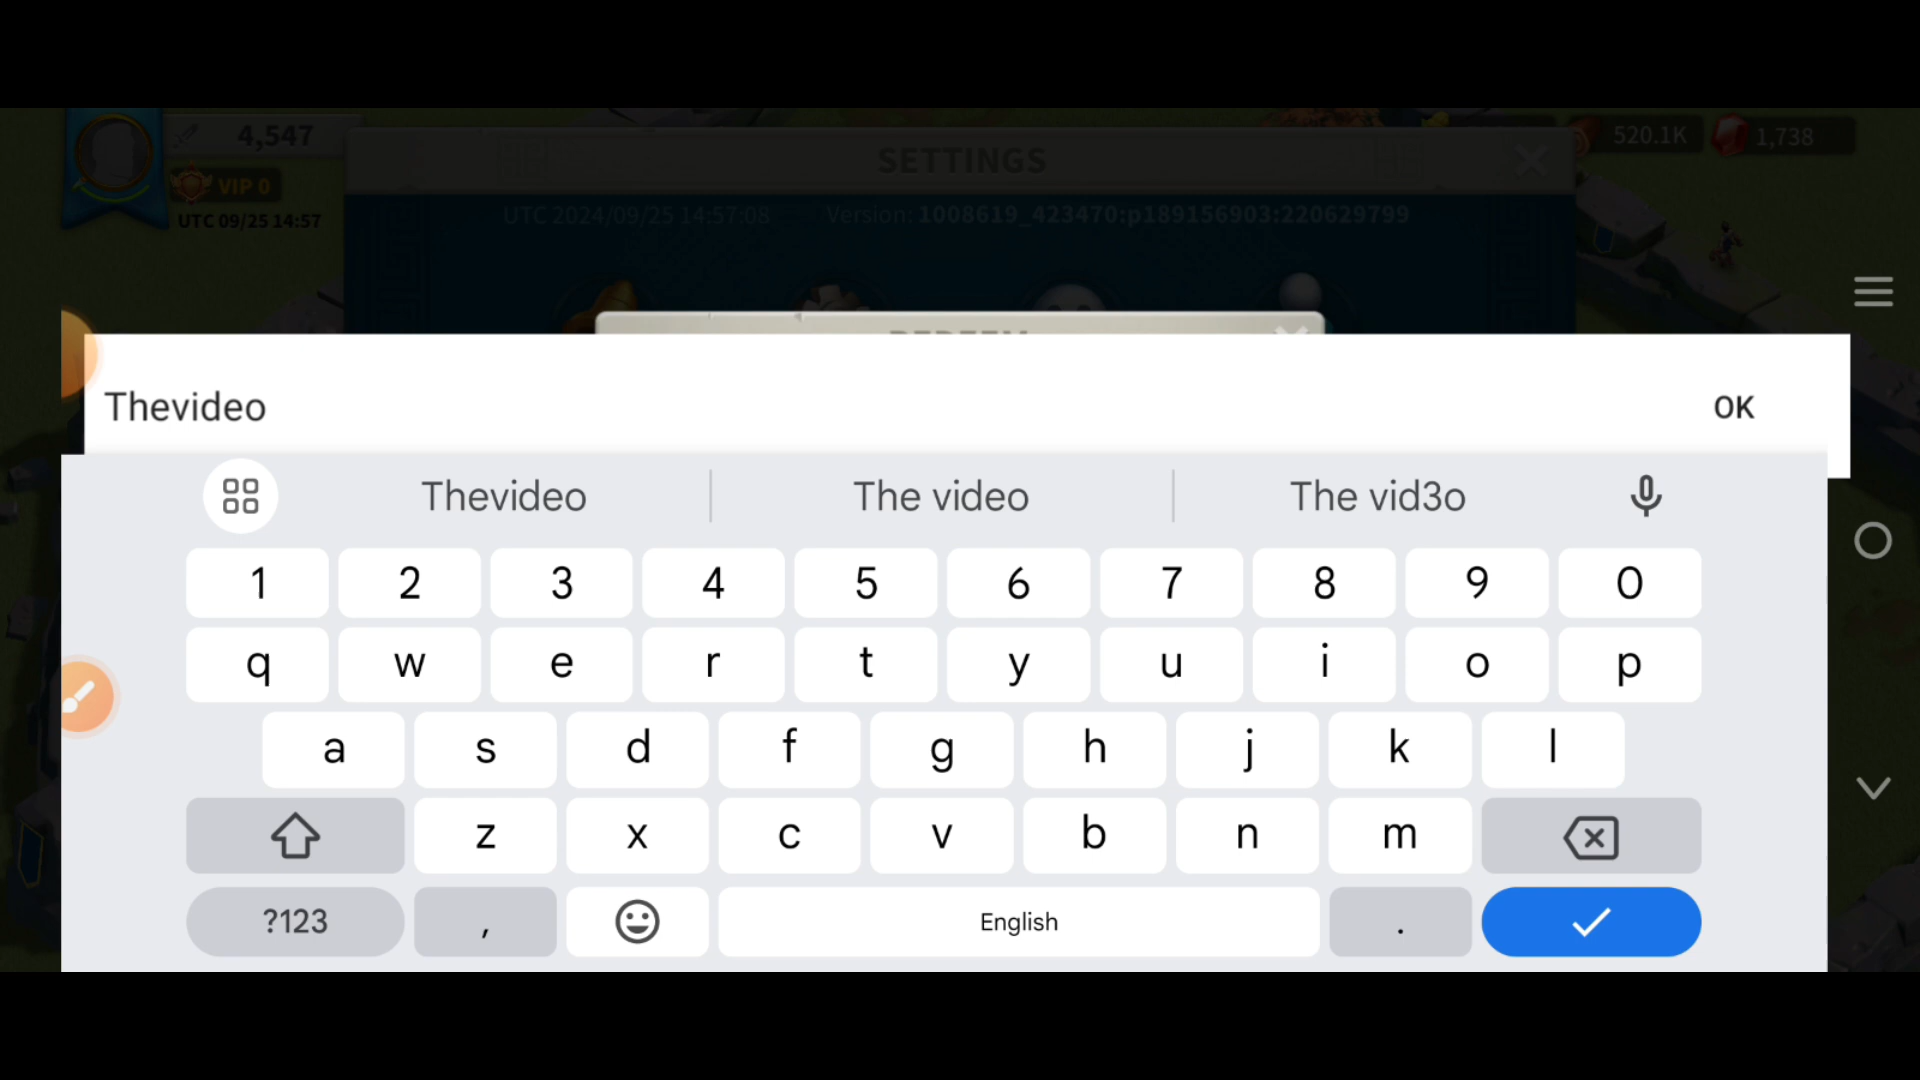 4,547
520.1K
1,738
SETTINGS
VIP 0
UTC 09/25 14:57
UTC 2024/09/25 14:57:08
Version: 1008619_423470:p189156903:220629799
REDEEM
Thevideo
OK
Thevideo
The video
The vid3o
1 2 3 4 5 6 7 8 9 0
q w e r t y u i o p
a s d f g h j k l
z x c v b n m
?123 , English .